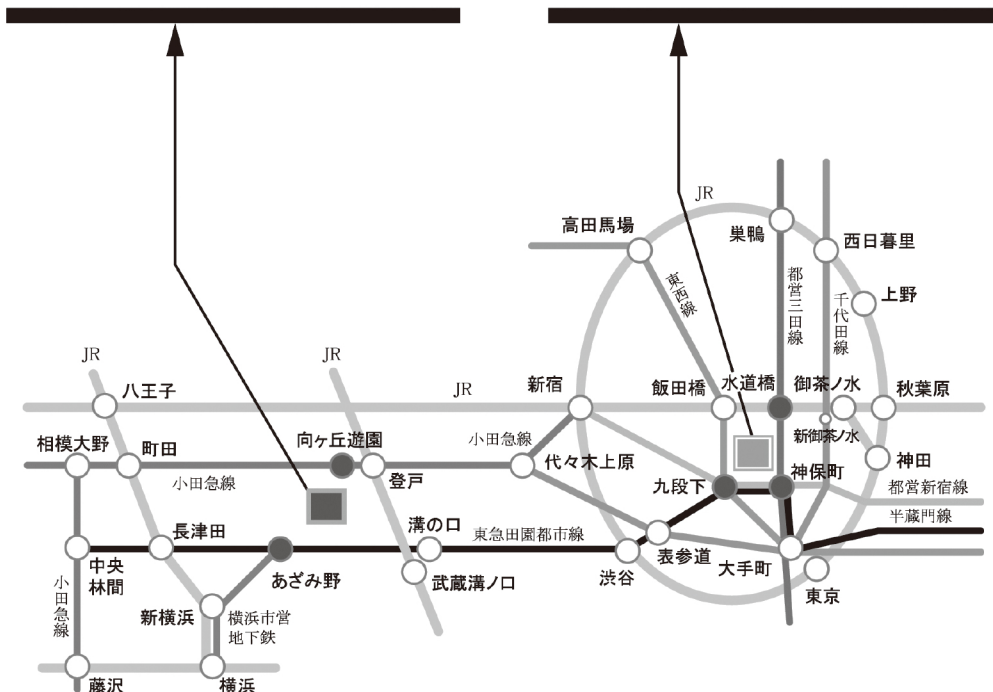 JR
高田馬場
巣鴨
西日暮里
東西線
都営三田線
千代田線
上野
JR
JR
八王子
JR
新宿
飯田橋
水道橋
御茶ノ水
秋葉原
相模大野
町田
向ヶ丘遊園
小田急線
新御茶ノ水
小田急線
登戸
代々木上原
九段下
神保町
神田
都営新宿線
半蔵門線
長津田
溝の口
東急田園都市線
中央
林間
あざみ野
武蔵溝ノ口
渋谷
表参道
大手町
東京
小田急線
新横浜
横浜市営
地下鉄
藤沢
横浜